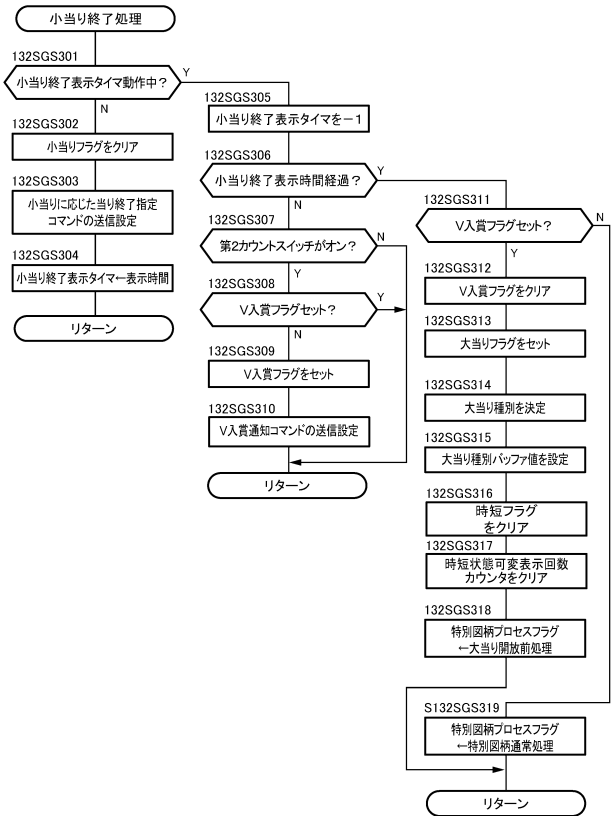 小当り終了処理
132SGS301
小当り終了表示タイマ動作中？
Y
N
132SGS302
小当りフラグをクリア
132SGS303
小当りに応じた当り終了指定
コマンドの送信設定
132SGS304
小当り終了表示タイマ←表示時間
リターン
132SGS305
小当り終了表示タイマを－１
132SGS306
小当り終了表示時間経過？
Y
N
132SGS307
第2カウントスイッチがオン？
N
Y
132SGS308
V入賞フラグセット？
Y
N
132SGS309
V入賞フラグをセット
132SGS310
V入賞通知コマンドの送信設定
リターン
132SGS311
V入賞フラグセット？
N
Y
132SGS312
V入賞フラグをクリア
132SGS313
大当りフラグをセット
132SGS314
大当り種別を決定
132SGS315
大当り種別バッファ値を設定
132SGS316
時短フラグ
をクリア
132SGS317
時短状態可変表示回数
カウンタをクリア
132SGS318
特別図柄プロセスフラグ
←大当り開放前処理
S132SGS319
特別図柄プロセスフラグ
←特別図柄通常処理
リターン